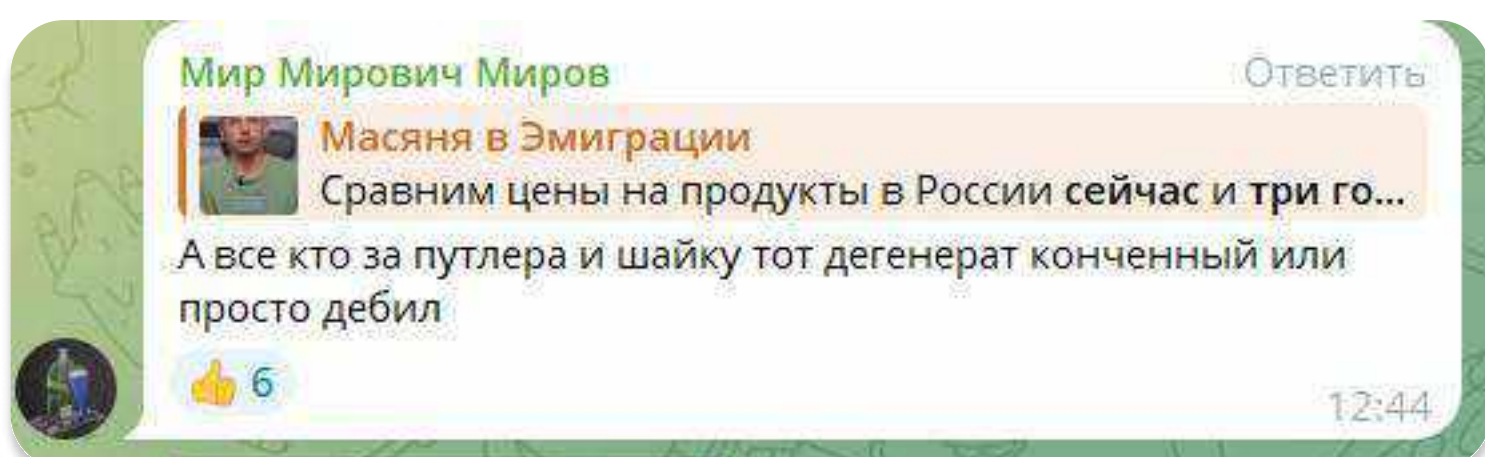 Мир Мирович Миров Ответить
Масяня в Эмиграции
Сравним цены на продукты в России сейчас и три го...
А все кто за путлера и шайку тот дегенерат конченный или
просто дебил
👍 6
12:44